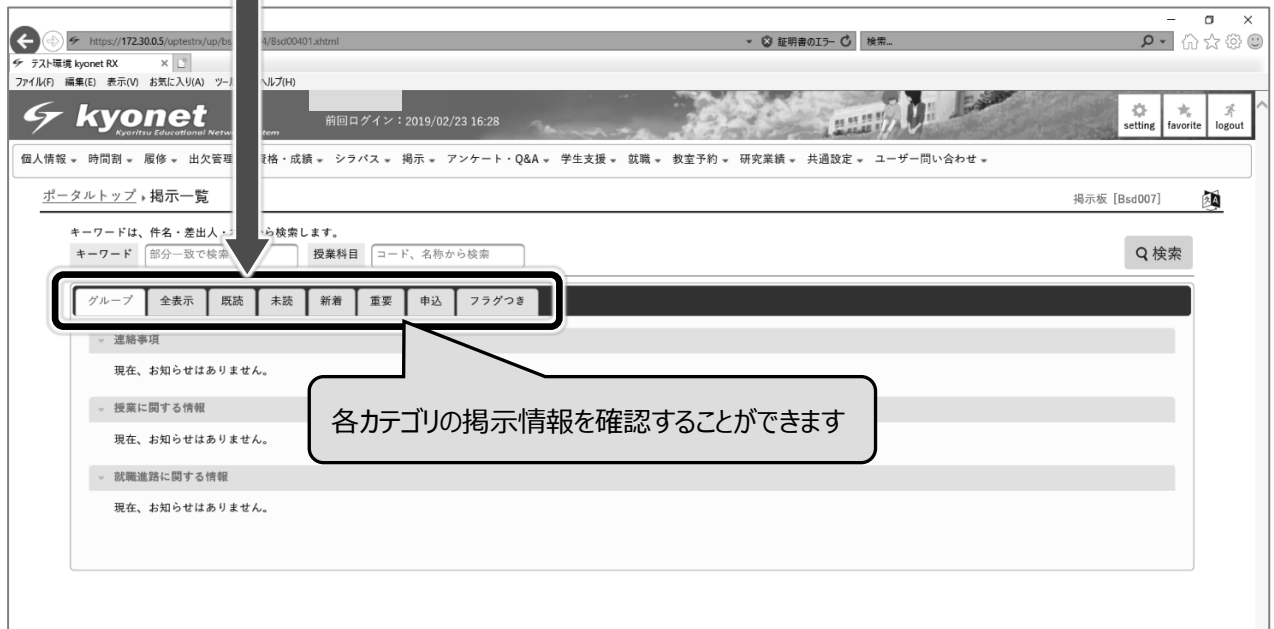 https://172.30.0.5/uptestrx/up/bs 4/Bsd00401.xhtml 証明書のエラー 検索...
テスト環境 kyonet RX
ファイル(F) 編集(E) 表示(V) お気に入り(A) ツール ヘルプ(H)
kyonet
Kyoritsu Educational Netw tem
前回ログイン：2019/02/23 16:28
setting favorite logout
個人情報 時間割 履修 出欠管理 資格・成績 シラバス 掲示 アンケート・Q&A 学生支援 就職 教室予約 研究業績 共通設定 ユーザー問い合わせ
ポータルトップ 掲示一覧 掲示板 [Bsd007]
キーワードは、件名・差出人・ から検索します。
キーワード 部分一致で検索 授業科目 コード、名称から検索 検索
グループ 全表示 既読 未読 新着 重要 申込 フラグつき
連絡事項
現在、お知らせはありません。
各カテゴリの掲示情報を確認することができます
授業に関する情報
現在、お知らせはありません。
就職進路に関する情報
現在、お知らせはありません。